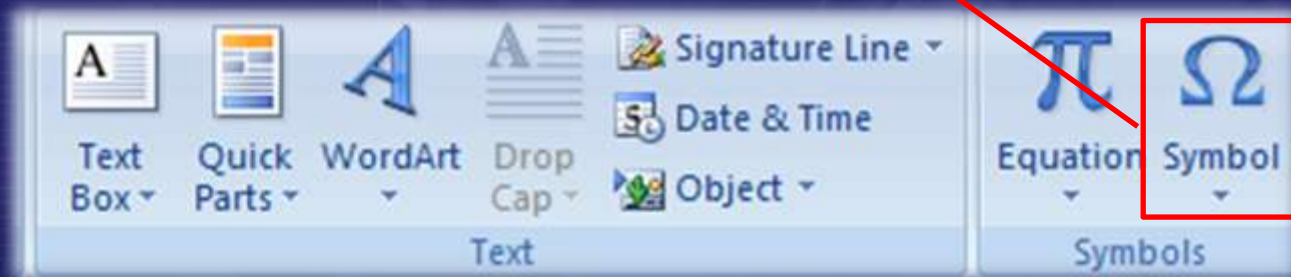 Signature Line
Date & Time
Text Box
Quick Parts
WordArt
Drop Cap
Object
Text
Equation
Symbol
Symbols